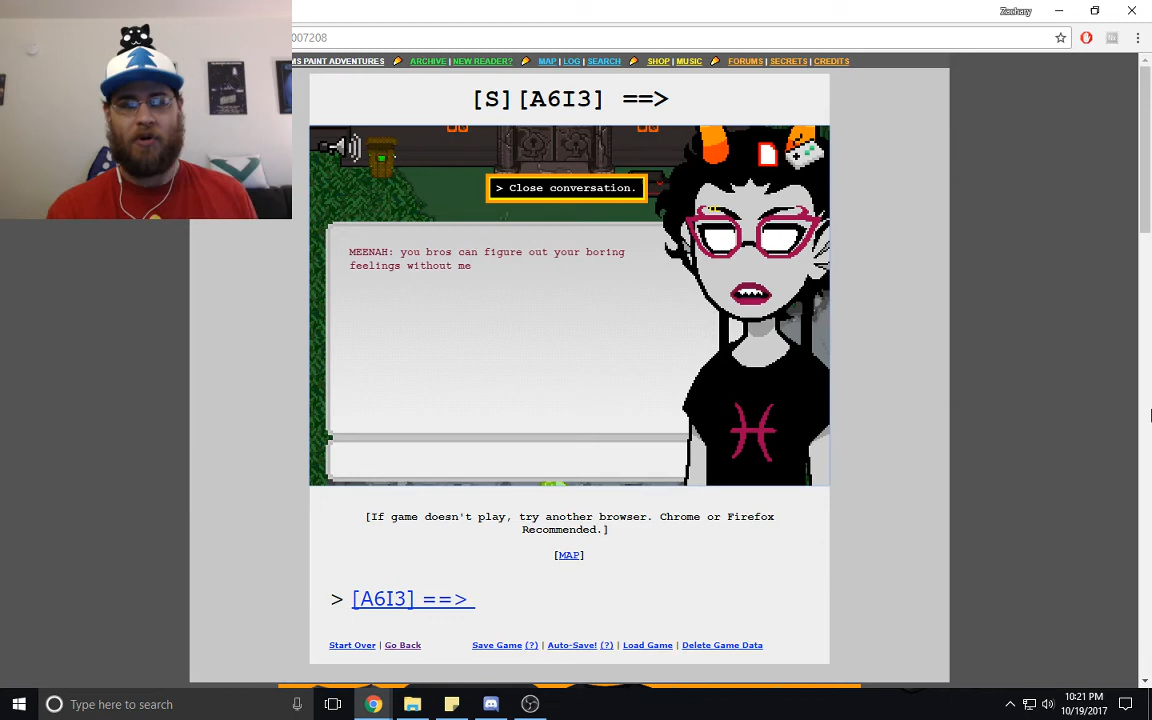 Zachary
007208
MS PAINT ADVENTURES ARCHIVE | NEW READER? MAP | LOG | SEARCH SHOP | MUSIC FORUMS | SECRETS | CREDITS
[S][A6I3] ==>
> Close conversation.
MEENAH: you bros can figure out your boring
feelings without me
[If game doesn't play, try another browser. Chrome or Firefox
Recommended.]
[MAP]
> [A6I3] ==>
Start Over | Go Back Save Game (?) | Auto-Save! (?) | Load Game | Delete Game Data
Type here to search
10:21 PM
10/19/2017